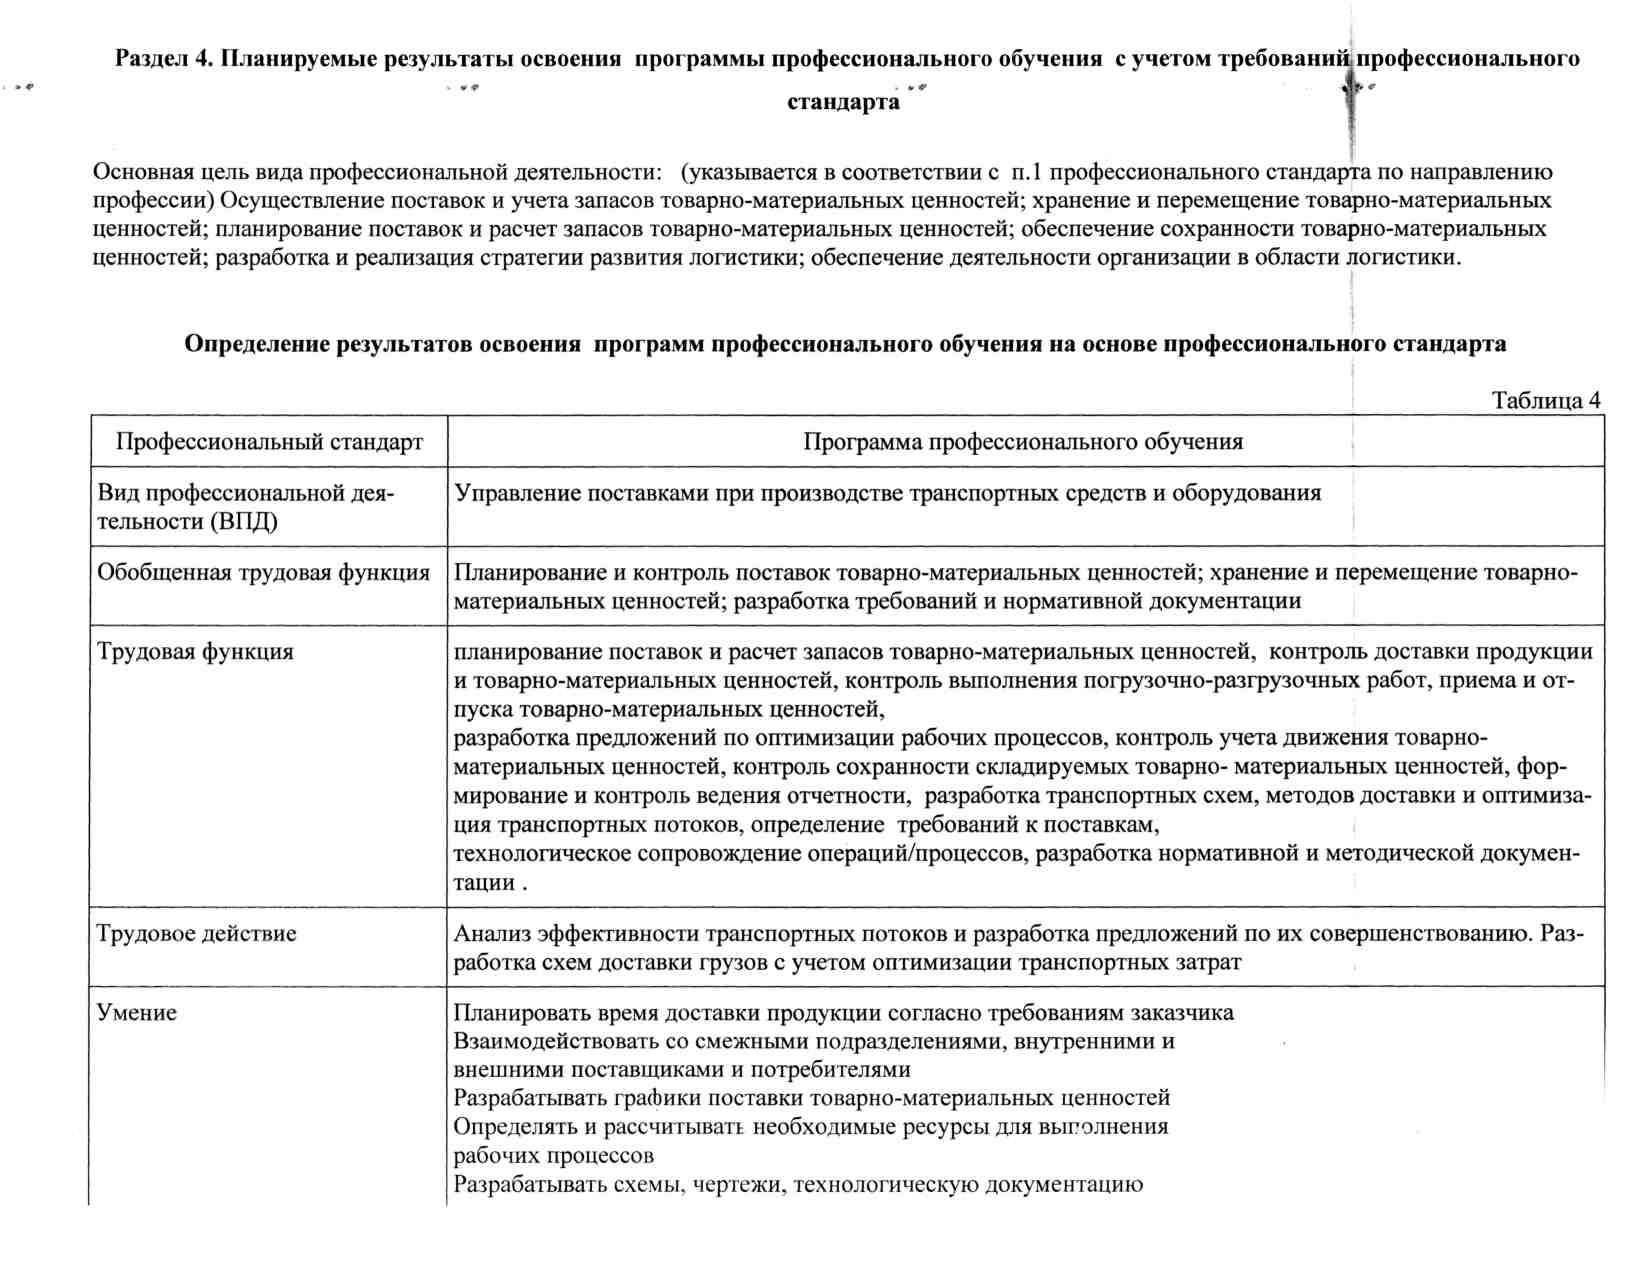 Раздел 4. Планируемые результаты освоения  программы профессионального обучения  с учетом требований профессионального
стандарта
Основная цель вида профессиональной деятельности:   (указывается в соответствии с  п.1 профессионального стандарта по направлению
профессии) Осуществление поставок и учета запасов товарно-материальных ценностей; хранение и перемещение товарно-материальных
ценностей; планирование поставок и расчет запасов товарно-материальных ценностей; обеспечение сохранности товарно-материальных
ценностей; разработка и реализация стратегии развития логистики; обеспечение деятельности организации в области логистики.
Определение результатов освоения  программ профессионального обучения на основе профессионального стандарта
Таблица 4
Профессиональный стандарт
Программа профессионального обучения
Вид профессиональной дея-
тельности (ВПД)
Управление поставками при производстве транспортных средств и оборудования
Обобщенная трудовая функция
Планирование и контроль поставок товарно-материальных ценностей; хранение и перемещение товарно-
материальных ценностей; разработка требований и нормативной документации
Трудовая функция
планирование поставок и расчет запасов товарно-материальных ценностей,  контроль доставки продукции
и товарно-материальных ценностей, контроль выполнения погрузочно-разгрузочных работ, приема и от-
пуска товарно-материальных ценностей,
разработка предложений по оптимизации рабочих процессов, контроль учета движения товарно-
материальных ценностей, контроль сохранности складируемых товарно- материальных ценностей, фор-
мирование и контроль ведения отчетности,  разработка транспортных схем, методов доставки и оптимиза-
ция транспортных потоков, определение  требований к поставкам,
технологическое сопровождение операций/процессов, разработка нормативной и методической докумен-
тации .
Трудовое действие
Анализ эффективности транспортных потоков и разработка предложений по их совершенствованию. Раз-
работка схем доставки грузов с учетом оптимизации транспортных затрат
Умение
Планировать время доставки продукции согласно требованиям заказчика
Взаимодействовать со смежными подразделениями, внутренними и
внешними поставщиками и потребителями
Разрабатывать графики поставки товарно-материальных ценностей
Определять и рассчитывать необходимые ресурсы для выполнения
рабочих процессов
Разрабатывать схемы, чертежи, технологическую документацию